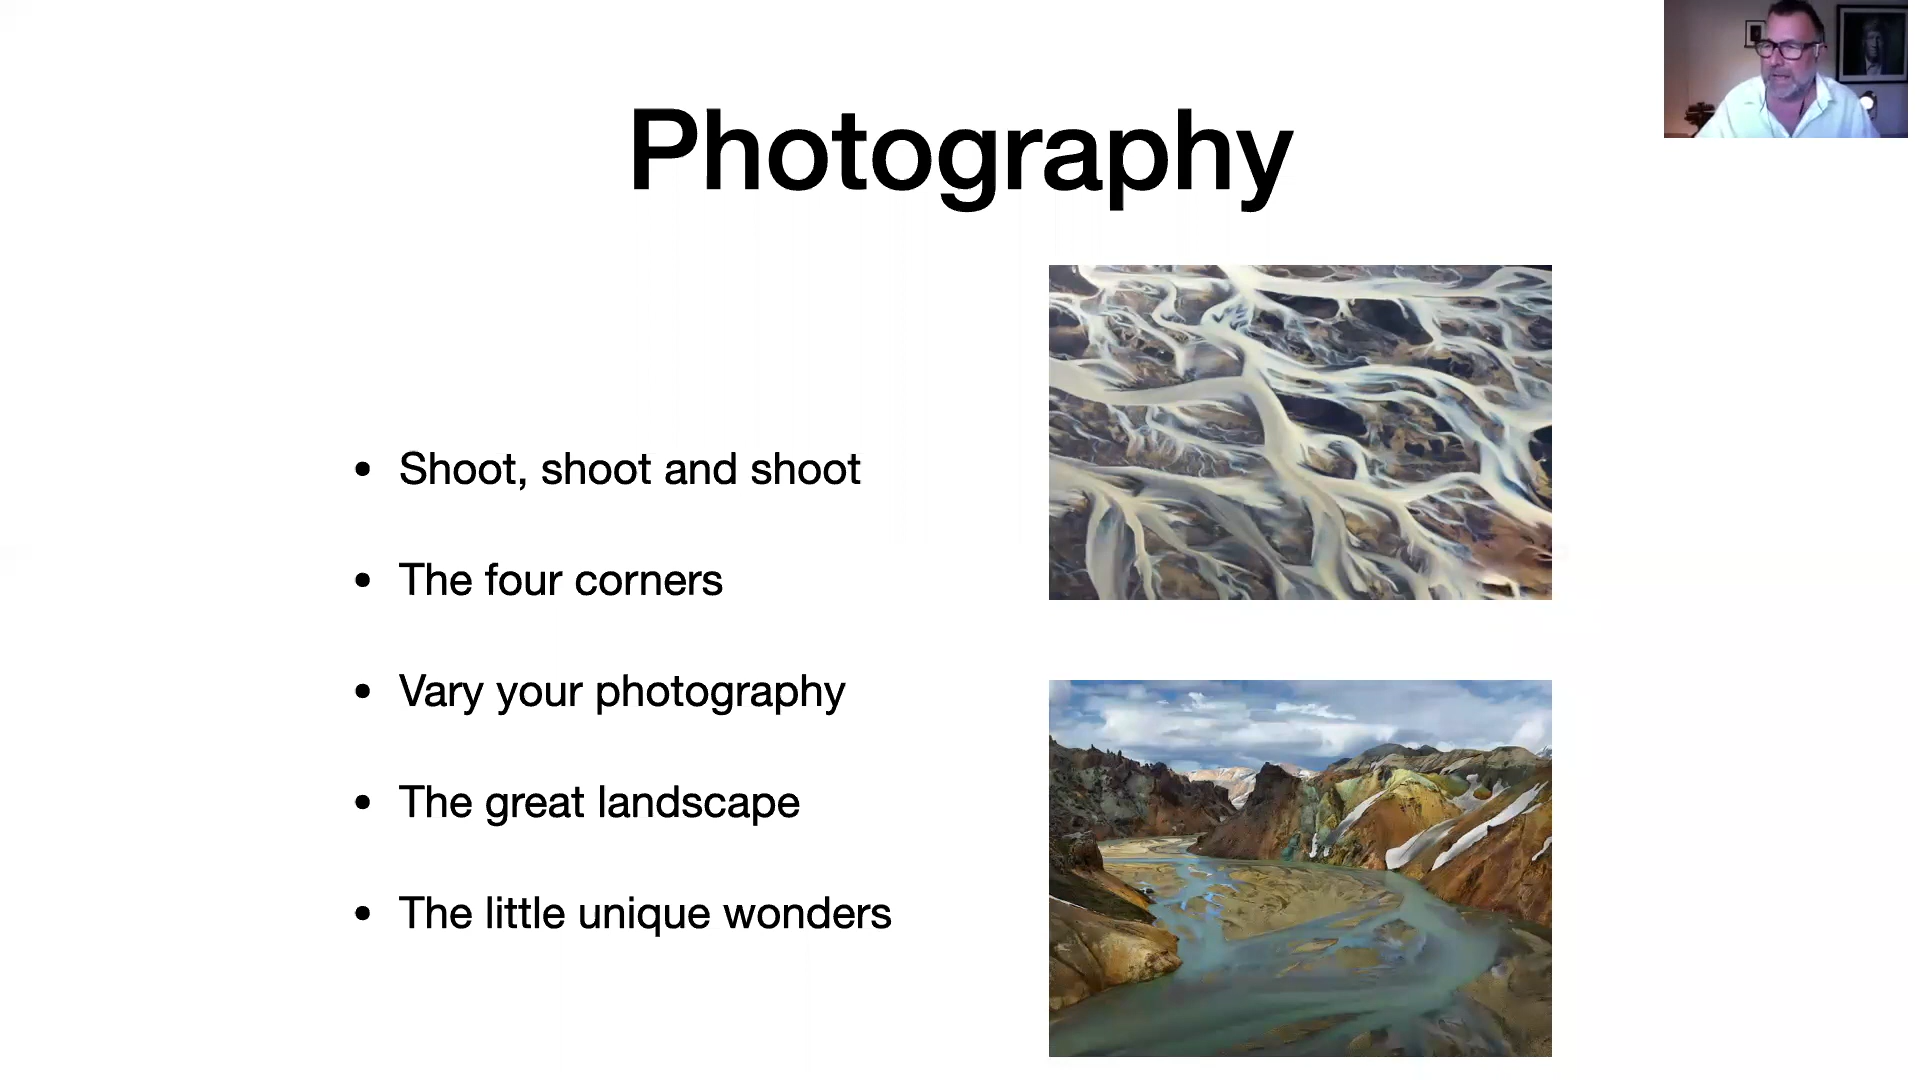 Photography
• Shoot, shoot and shoot
• The four corners
• Vary your photography
• The great landscape
• The little unique wonders